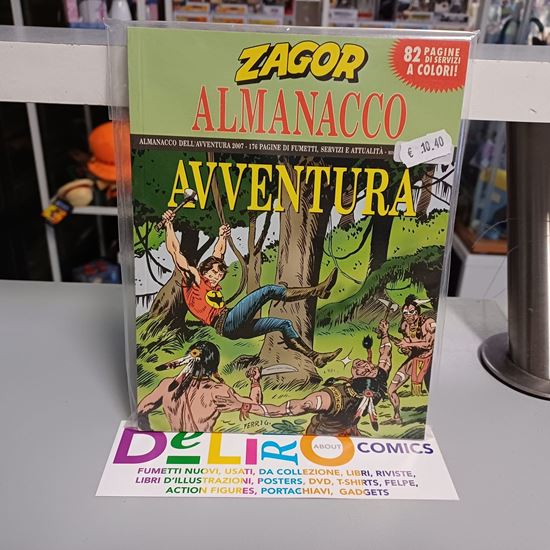 ZAGOR
82 PAGINE
DI SERVIZI
A COLORI!
ALMANACCO
ALMANACCO DELL'AVVENTURA 2007 - 176 PAGINE DI FUMETTI, SERVIZI E ATTUALITÀ -
€ 10.40
AVVENTURA
FERRI G.
DeLiRO ABOUT COMICS
FUMETTI NUOVI, USATI, DA COLLEZIONE, LIBRI, RIVISTE,
LIBRI D'ILLUSTRAZIONI, POSTERS, DVD, T-SHIRTS, FELPE,
ACTION FIGURES, PORTACHIAVI, GADGETS